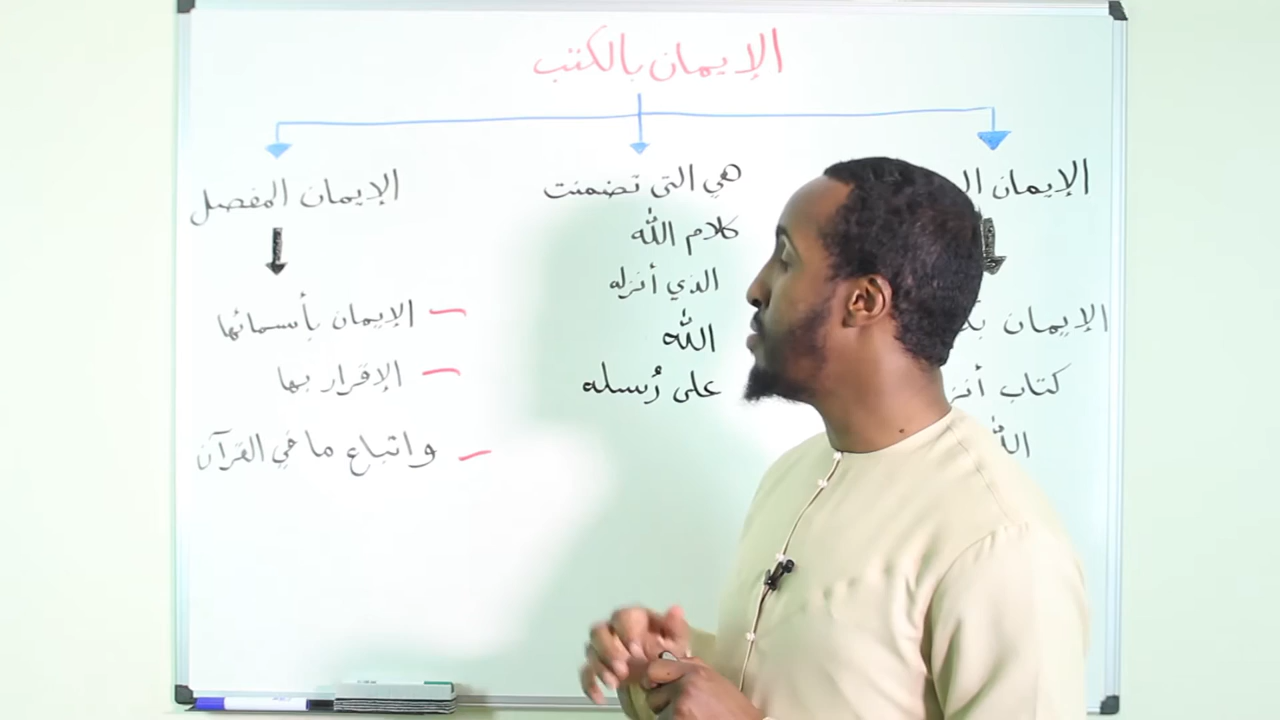 الإيمان بالكتب
الإيمان
الإيمان
كتاب
هي التي تضمنت
كلام الله
الذي أنزله
الله
على رُسله
الإيمان المفصل
الإيمان بأسمائها
الإقرار بها
واتباع ما في القرآن